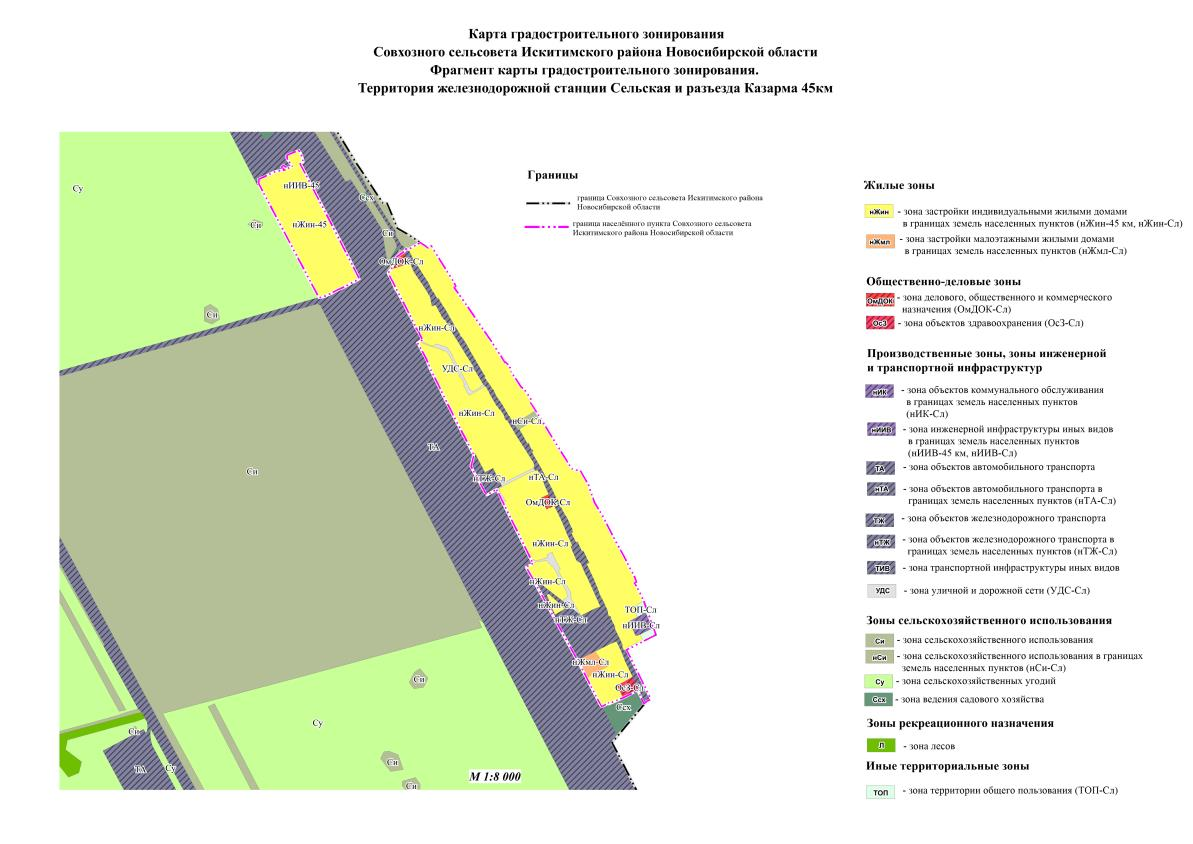 Карта градостроительного зонирования
Совхозного сельсовета Искитимского района Новосибирской области
Фрагмент карты градостроительного зонирования.
Территория железнодорожной станции Сельская и разъезда Казарма 45км
Границы
граница Совхозного сельсовета Искитимского района
Новосибирской области
граница населённого пункта Совхозного сельсовета
Искитимского района Новосибирской области
Су
нИИВ-45
нЖин-45
Си
Ссх
Си
ОмДОК-Сл
Си
нЖин-Сл
УДС-Сл
нЖин-Сл
нСи-Сл
ТА
Си
нТЖ-Сл
нТА-Сл
ОмДОК-Сл
нЖин-Сл
нЖин-Сл
нЖин-Сл
нТЖ-Сл
ТОП-Сл
нИИВ-Сл
нЖмл-Сл
нЖин-Сл
ОсЗ-Сл
Ссх
Си
Су
Си
ТА
Су
Си
Си
М 1:8 000
Жилые зоны
нЖин
- зона застройки индивидуальными жилыми домами
в границах земель населенных пунктов (нЖин-45 км, нЖин-Сл)
нЖмл
- зона застройки малоэтажными жилыми домами
в границах земель населенных пунктов (нЖмл-Сл)
Общественно-деловые зоны
ОмДОК
- зона делового, общественного и коммерческого
назначения (ОмДОК-Сл)
ОсЗ
- зона объектов здравоохранения (ОсЗ-Сл)
Производственные зоны, зоны инженерной
и транспортной инфраструктур
нИК
- зона объектов коммунального обслуживания
в границах земель населенных пунктов
(нИК-Сл)
нИИВ
- зона инженерной инфраструктуры иных видов
в границах земель населенных пунктов
(нИИВ-45 км, нИИВ-Сл)
ТА
- зона объектов автомобильного транспорта
нТА
- зона объектов автомобильного транспорта в
границах земель населенных пунктов (нТА-Сл)
ТЖ
- зона объектов железнодорожного транспорта
нТЖ
- зона объектов железнодорожного транспорта в
границах земель населенных пунктов (нТЖ-Сл)
ТИВ
- зона транспортной инфраструктуры иных видов
УДС
- зона уличной и дорожной сети (УДС-Сл)
Зоны сельскохозяйственного использования
Си
- зона сельскохозяйственного использования
нСи
- зона сельскохозяйственного использования в границах
земель населенных пунктов (нСи-Сл)
Су
- зона сельскохозяйственных угодий
Ссх
- зона ведения садового хозяйства
Зоны рекреационного назначения
Л
- зона лесов
Иные территориальные зоны
ТОП
- зона территории общего пользования (ТОП-Сл)